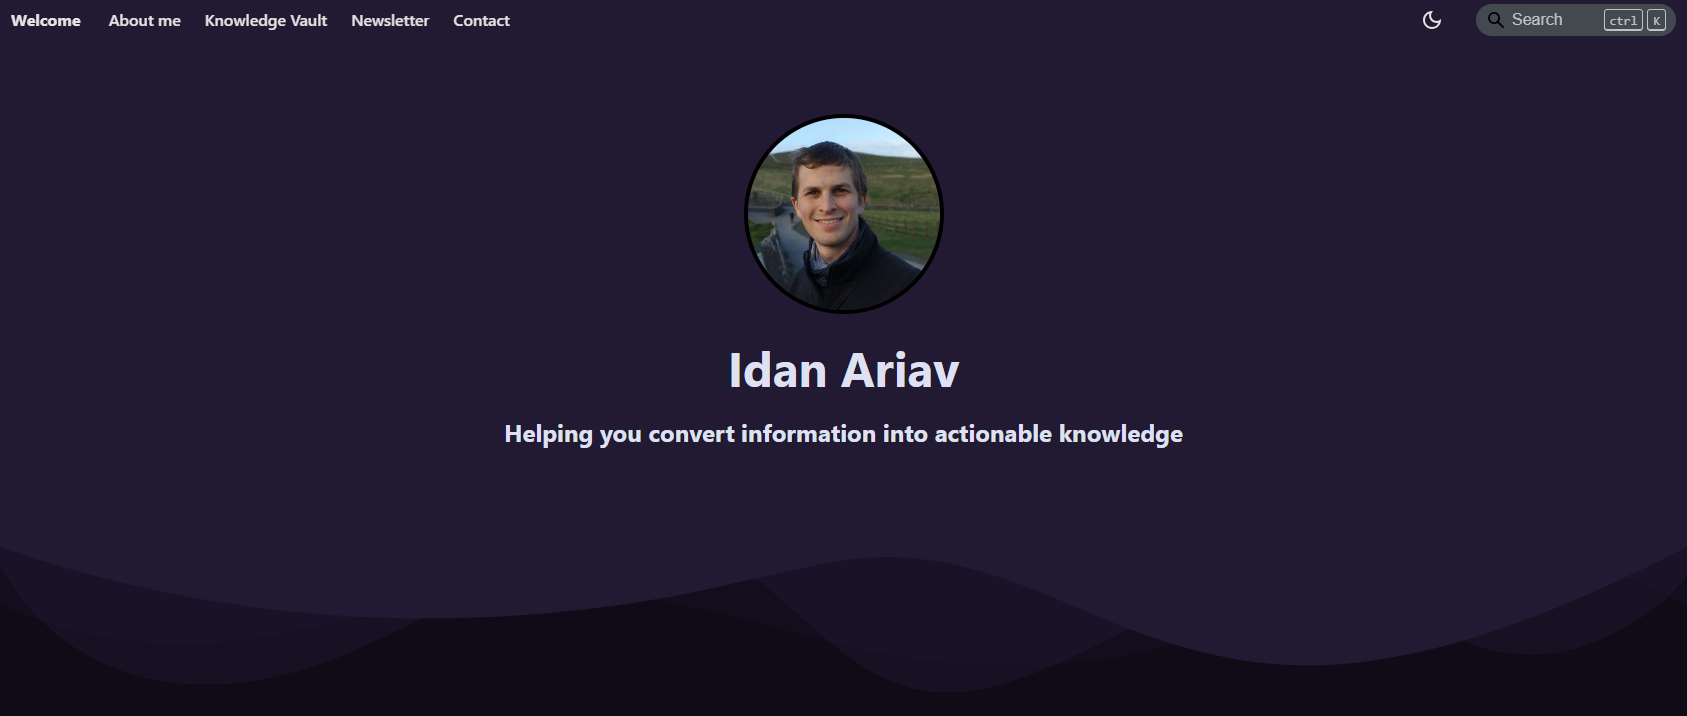 Welcome About me Knowledge Vault Newsletter Contact Search ctrl K
Idan Ariav
Helping you convert information into actionable knowledge